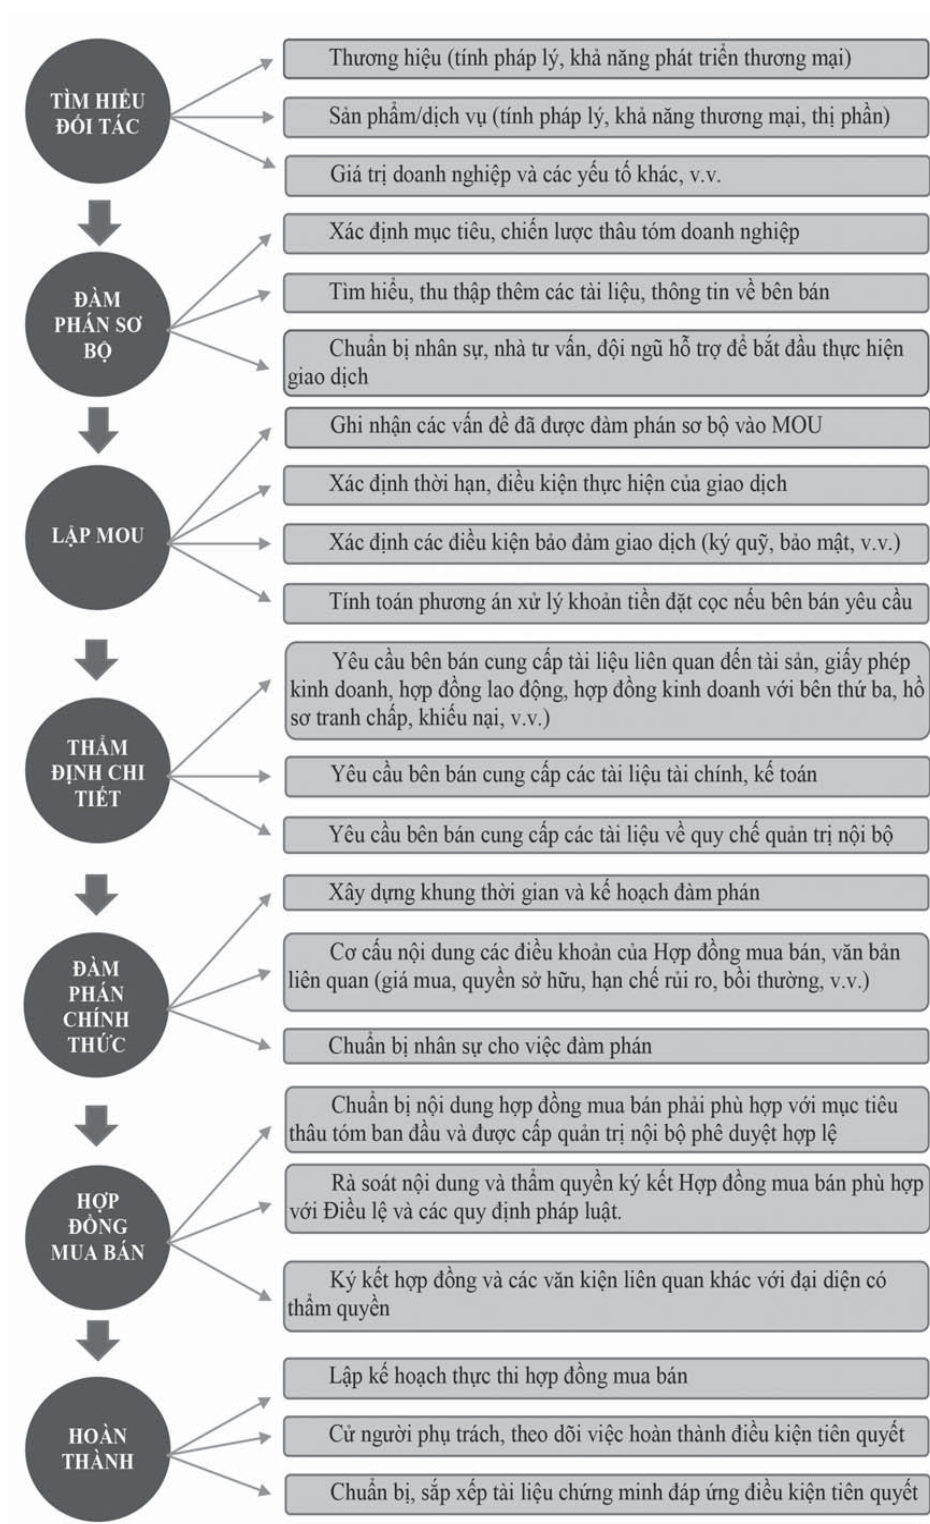 TÌM HIỂU
ĐỐI TÁC
Thương hiệu (tính pháp lý, khả năng phát triển thương mại)
Sản phẩm/dịch vụ (tính pháp lý, khả năng thương mại, thị phần)
Giá trị doanh nghiệp và các yếu tố khác, v.v.
ĐÀM
PHÁN SƠ
BỘ
Xác định mục tiêu, chiến lược thâu tóm doanh nghiệp
Tìm hiểu, thu thập thêm các tài liệu, thông tin về bên bán
Chuẩn bị nhân sự, nhà tư vấn, đội ngũ hỗ trợ để bắt đầu thực hiện
giao dịch
LẬP MOU
Ghi nhận các vấn đề đã được đàm phán sơ bộ vào MOU
Xác định thời hạn, điều kiện thực hiện của giao dịch
Xác định các điều kiện bảo đảm giao dịch (ký quỹ, bảo mật, v.v.)
Tính toán phương án xử lý khoản tiền đặt cọc nếu bên bán yêu cầu
THẨM
ĐỊNH CHI
TIẾT
Yêu cầu bên bán cung cấp tài liệu liên quan đến tài sản, giấy phép
kinh doanh, hợp đồng lao động, hợp đồng kinh doanh với bên thứ ba, hồ
sơ tranh chấp, khiếu nại, v.v.)
Yêu cầu bên bán cung cấp các tài liệu tài chính, kế toán
Yêu cầu bên bán cung cấp các tài liệu về quy chế quản trị nội bộ
ĐÀM
PHÁN
CHÍNH
THỨC
Xây dựng khung thời gian và kế hoạch đàm phán
Cơ cấu nội dung các điều khoản của Hợp đồng mua bán, văn bản
liên quan (giá mua, quyền sở hữu, hạn chế rủi ro, bồi thường, v.v.)
Chuẩn bị nhân sự cho việc đàm phán
HỢP
ĐỒNG
MUA BÁN
Chuẩn bị nội dung hợp đồng mua bán phải phù hợp với mục tiêu
thâu tóm ban đầu và được cấp quản trị nội bộ phê duyệt hợp lệ
Rà soát nội dung và thẩm quyền ký kết Hợp đồng mua bán phù hợp
với Điều lệ và các quy định pháp luật.
Ký kết hợp đồng và các văn kiện liên quan khác với đại diện có
thẩm quyền
HOÀN
THÀNH
Lập kế hoạch thực thi hợp đồng mua bán
Cử người phụ trách, theo dõi việc hoàn thành điều kiện tiên quyết
Chuẩn bị, sắp xếp tài liệu chứng minh đáp ứng điều kiện tiên quyết